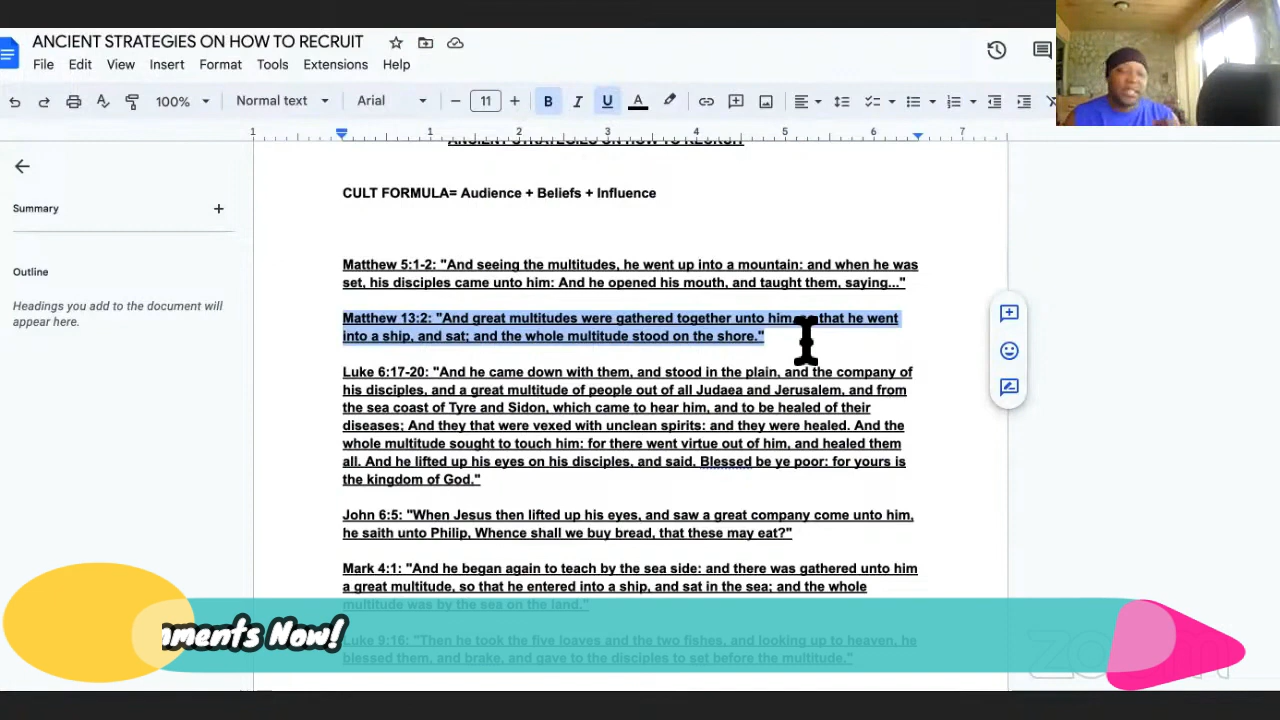 ANCIENT STRATEGIES ON HOW TO RECRUIT
File Edit View Insert Format Tools Extensions Help
100% Normal text Arial 11 B I U A
1 1 2 3 4 5 6 7
ANCIENT STRATEGIES ON HOW TO RECRUIT
Summary
Outline
Headings you add to the document will
appear here.
CULT FORMULA= Audience + Beliefs + Influence
Matthew 5:1-2: "And seeing the multitudes, he went up into a mountain: and when he was
set, his disciples came unto him: And he opened his mouth, and taught them, saying..."
Matthew 13:2: "And great multitudes were gathered together unto him, that he went
into a ship, and sat; and the whole multitude stood on the shore."
Luke 6:17-20: "And he came down with them, and stood in the plain, and the company of
his disciples, and a great multitude of people out of all Judaea and Jerusalem, and from
the sea coast of Tyre and Sidon, which came to hear him, and to be healed of their
diseases; And they that were vexed with unclean spirits: and they were healed. And the
whole multitude sought to touch him: for there went virtue out of him, and healed them
all. And he lifted up his eyes on his disciples, and said, Blessed be ye poor: for yours is
the kingdom of God."
John 6:5: "When Jesus then lifted up his eyes, and saw a great company come unto him,
he saith unto Philip, Whence shall we buy bread, that these may eat?"
Mark 4:1: "And he began again to teach by the sea side: and there was gathered unto him
a great multitude, so that he entered into a ship, and sat in the sea; and the whole
multitude was by the sea on the land."
Luke 9:16: "Then he took the five loaves and the two fishes, and looking up to heaven, he
blessed them, and brake, and gave to the disciples to set before the multitude."
mments Now!
zoom